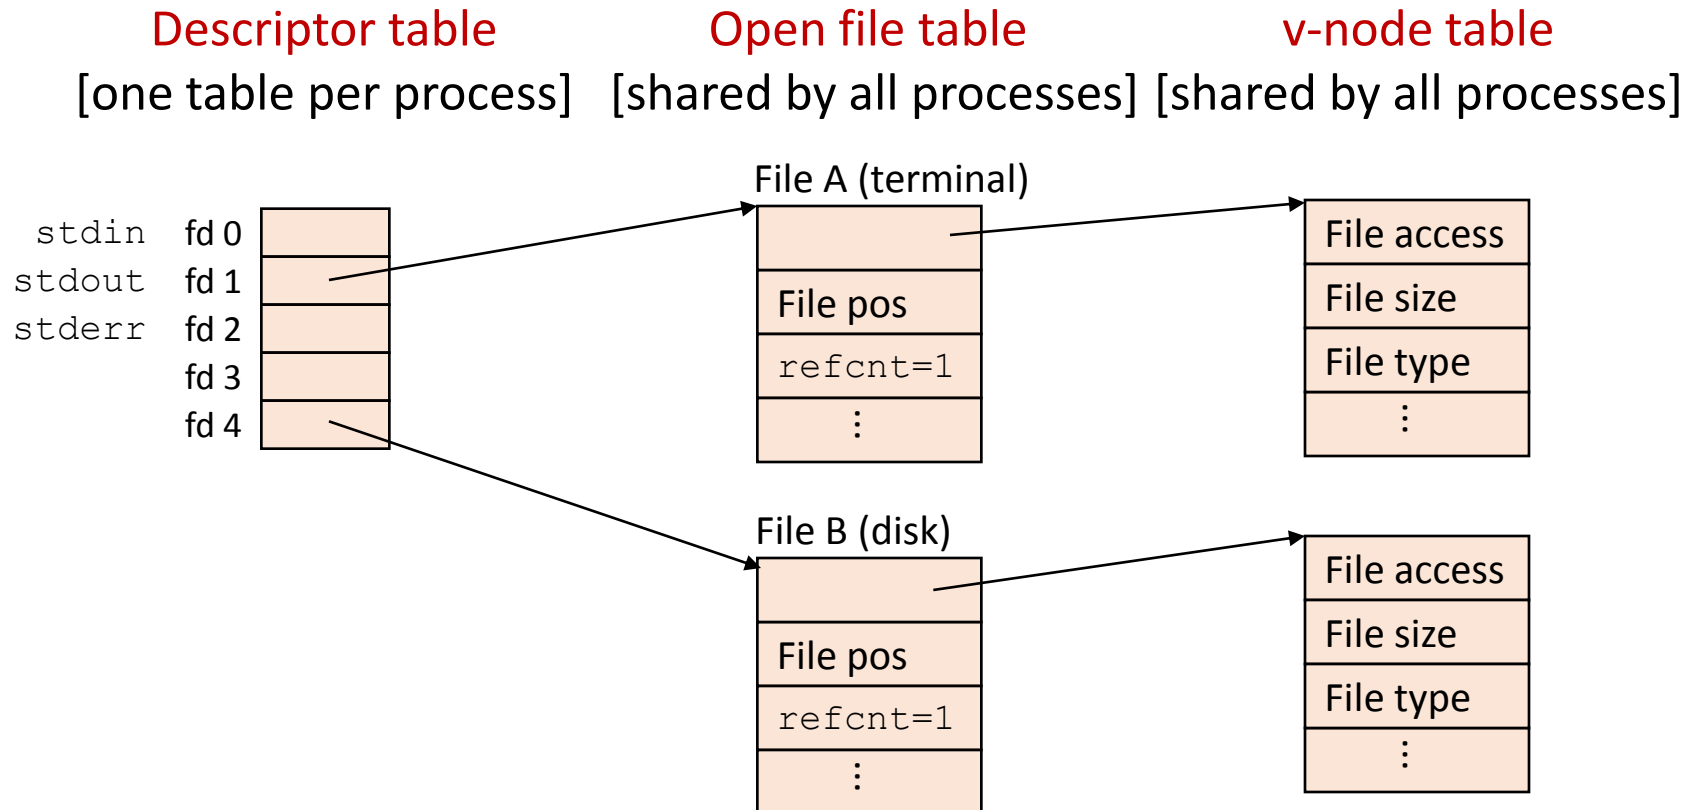 Descriptor table
[one table per process]
Open file table
[shared by all processes]
v-node table
[shared by all processes]
stdin fd 0
stdout fd 1
stderr fd 2
fd 3
fd 4
File A (terminal)
File pos
refcnt=1
⋮
File B (disk)
File pos
refcnt=1
⋮
File access
File size
File type
⋮
File access
File size
File type
⋮